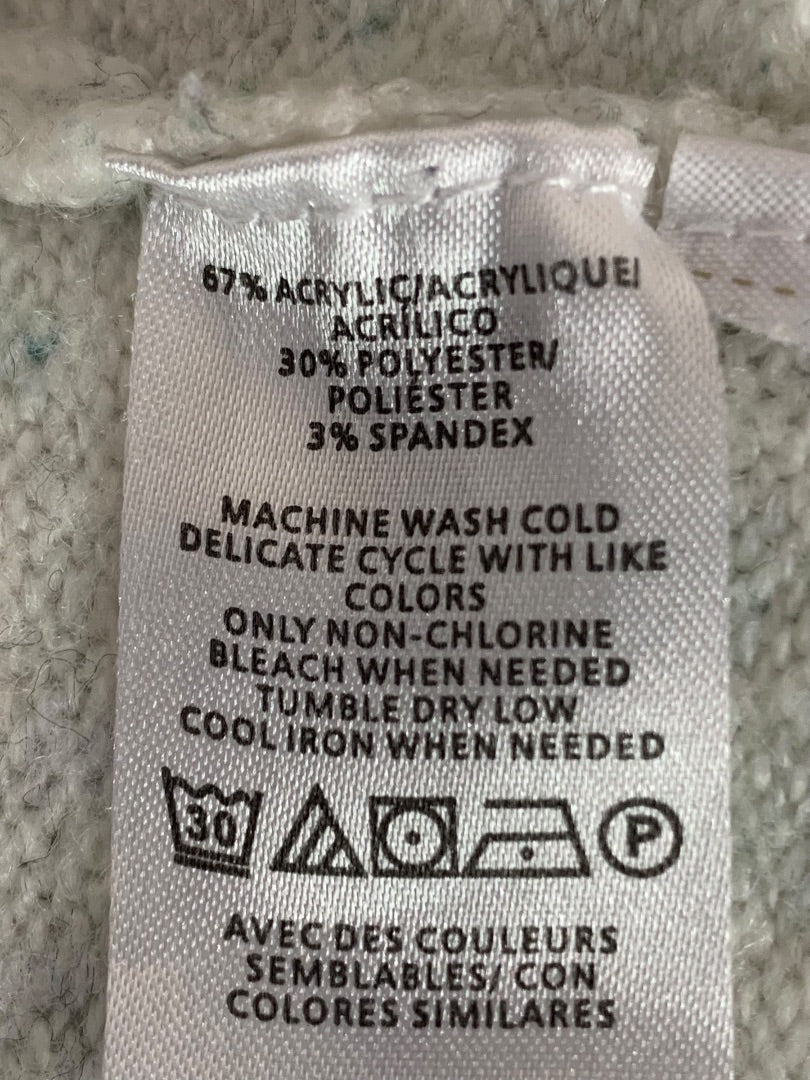 67% ACRYLIC/ACRYLIQUE/
ACRÍLICO
30% POLYESTER/
POLIÉSTER
3% SPANDEX
MACHINE WASH COLD
DELICATE CYCLE WITH LIKE
COLORS
ONLY NON-CHLORINE
BLEACH WHEN NEEDED
TUMBLE DRY LOW
COOL IRON WHEN NEEDED
30 P
AVEC DES COULEURS
SEMBLABLES/ CON
COLORES SIMILARES